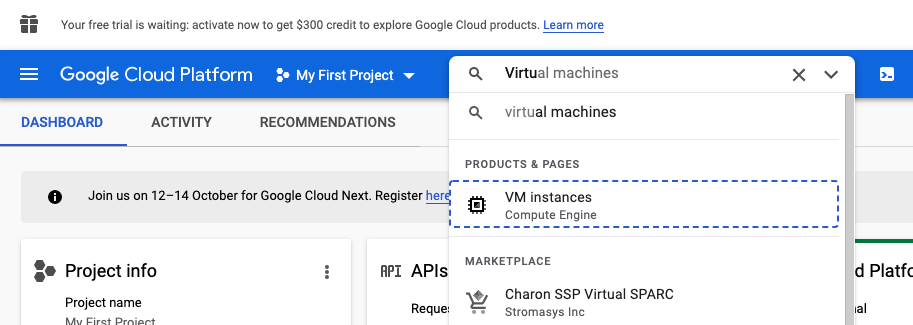 Your free trial is waiting: activate now to get $300 credit to explore Google Cloud products. Learn more
Google Cloud Platform
My First Project
Virtual machines
DASHBOARD
ACTIVITY
RECOMMENDATIONS
virtual machines
PRODUCTS & PAGES
Join us on 12–14 October for Google Cloud Next. Register here
VM instances
Compute Engine
MARKETPLACE
Project info
API
APIs
d Platfo
Charon SSP Virtual SPARC
Stromasys Inc
Project name
My First Project
Reque
al